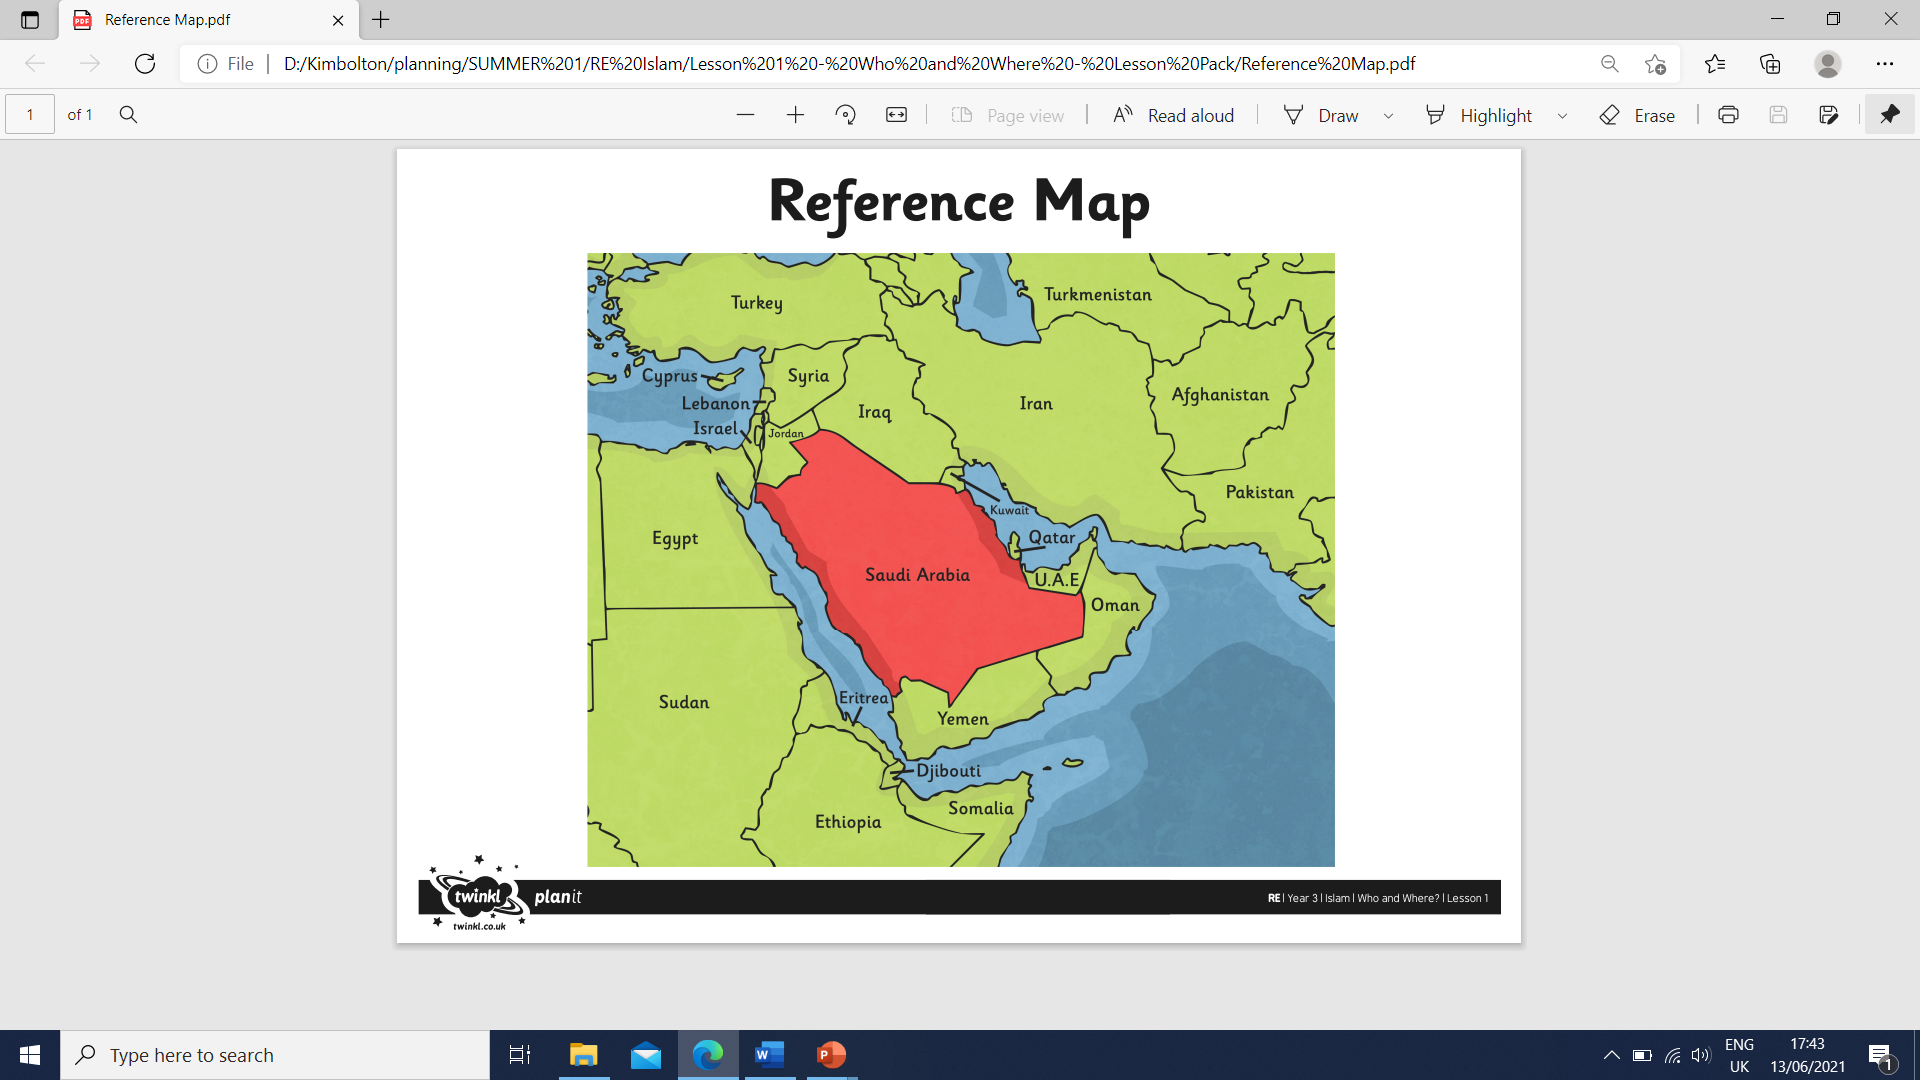 Reference Map.pdf
File
D:/Kimbolton/planning/SUMMER%201/RE%20Islam/Lesson%201%20-%20Who%20and%20Where%20-%20Lesson%20Pack/Reference%20Map.pdf
1 of 1
Page view
Read aloud
Draw
Highlight
Erase
Reference Map
Turkey
Turkmenistan
Cyprus
Syria
Lebanon
Iraq
Iran
Afghanistan
Israel
Jordan
Pakistan
Kuwait
Egypt
Qatar
Saudi Arabia
U.A.E
Oman
Eritrea
Sudan
Yemen
Djibouti
Somalia
Ethiopia
twinkl
planit
twinkl.co.uk
RE | Year 3 | Islam | Who and Where? | Lesson 1
Type here to search
W
P
ENG
UK
17:43
13/06/2021
1